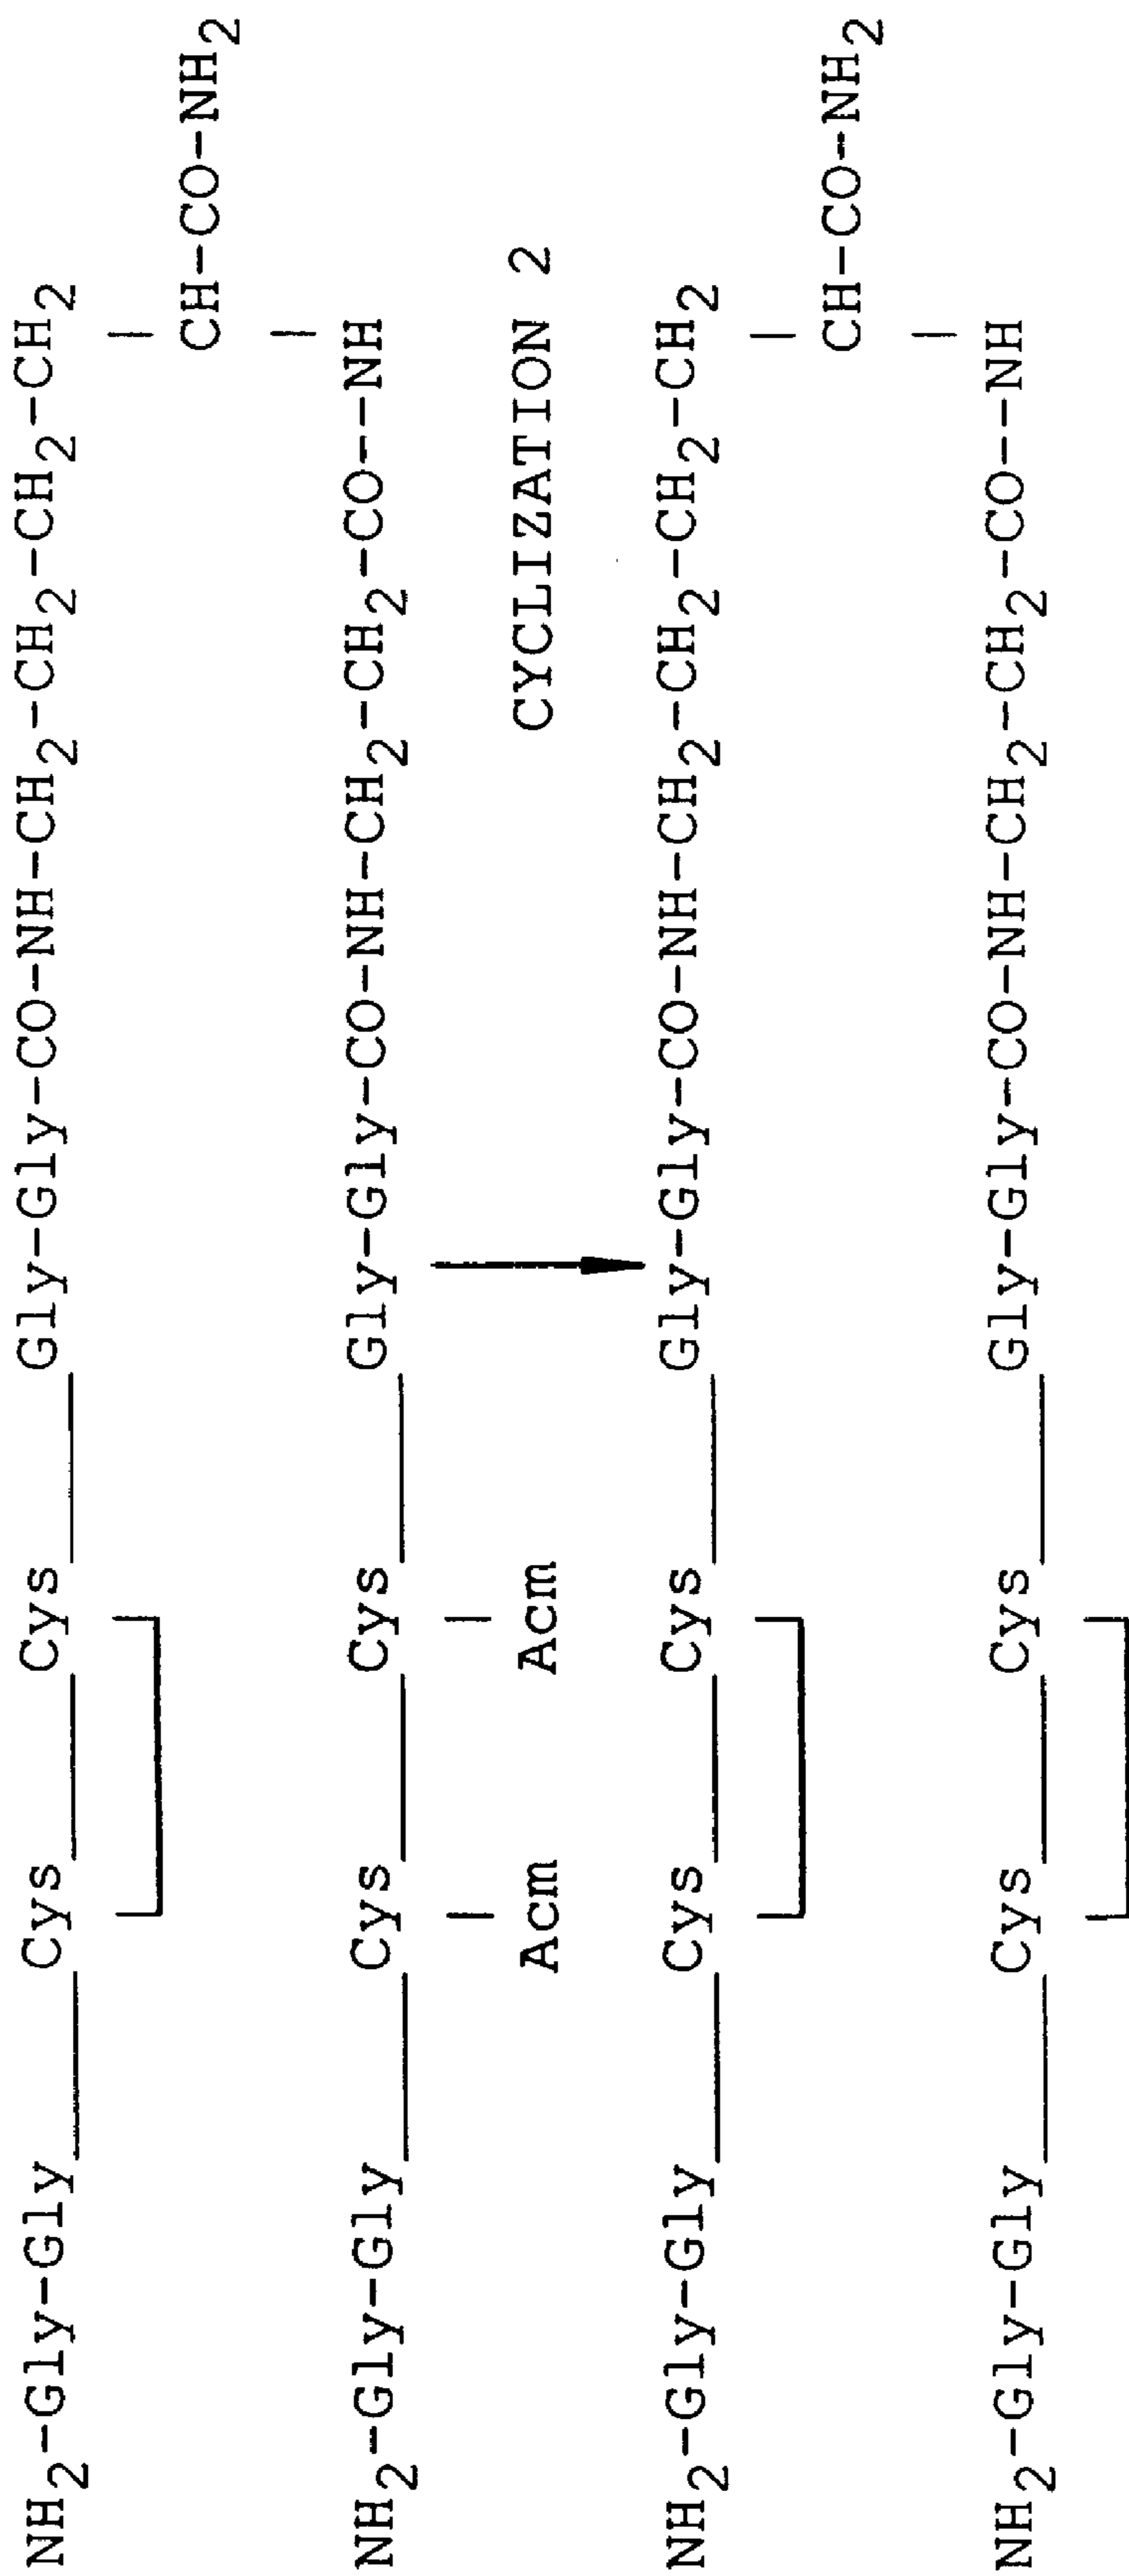 NH2-Gly-Gly Cys Cys Gly-Gly-CO-NH-CH2-CH2-CH2-CH2
CH-CO-NH2
NH2-Gly-Gly Cys Cys Gly-Gly-CO-NH-CH2-CH2-CO--NH
Acm Acm
CYCLIZATION 2
NH2-Gly-Gly Cys Cys Gly-Gly-CO-NH-CH2-CH2-CH2-CH2
CH-CO-NH2
NH2-Gly-Gly Cys Cys Gly-Gly-CO-NH-CH2-CH2-CO--NH